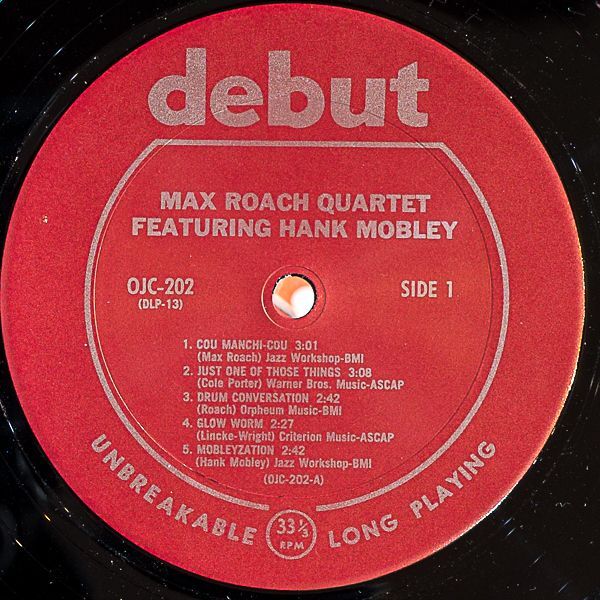 debut
MAX ROACH QUARTET
FEATURING HANK MOBLEY
OJC-202
(DLP-13)
SIDE 1
1. COU MANCHI-COU 3:01
(Max Roach) Jazz Workshop-BMI
2. JUST ONE OF THOSE THINGS 3:08
(Cole Porter) Warner Bros. Music-ASCAP
3. DRUM CONVERSATION 2:42
(Roach) Orpheum Music-BMI
4. GLOW WORM 2:27
(Lincke-Wright) Criterion Music-ASCAP
5. MOBLEYZATION 2:42
(Hank Mobley) Jazz Workshop-BMI
(OJC-202-A)
UNBREAKABLE
33 1/3
RPM
LONG PLAYING